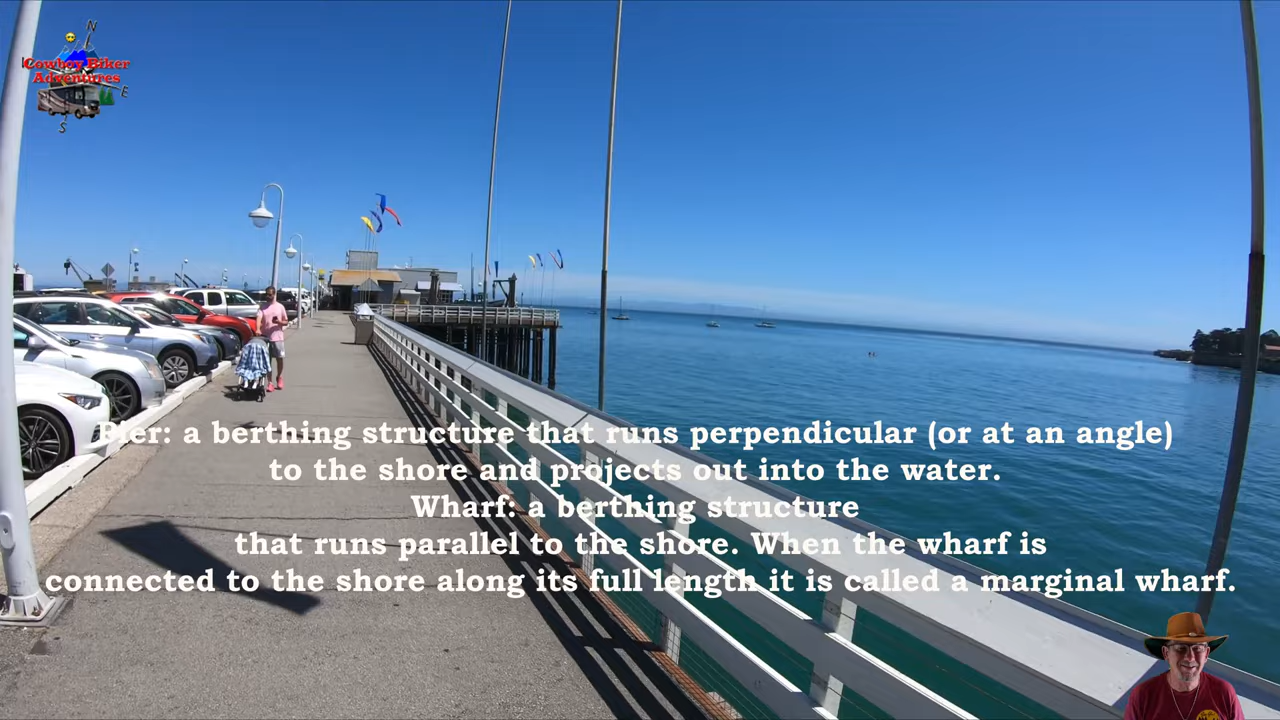 N
Cowboy Biker
Adventures
E
S
Pier: a berthing structure that runs perpendicular (or at an angle)
to the shore and projects out into the water.
Wharf: a berthing structure
that runs parallel to the shore. When the wharf is
connected to the shore along its full length it is called a marginal wharf.